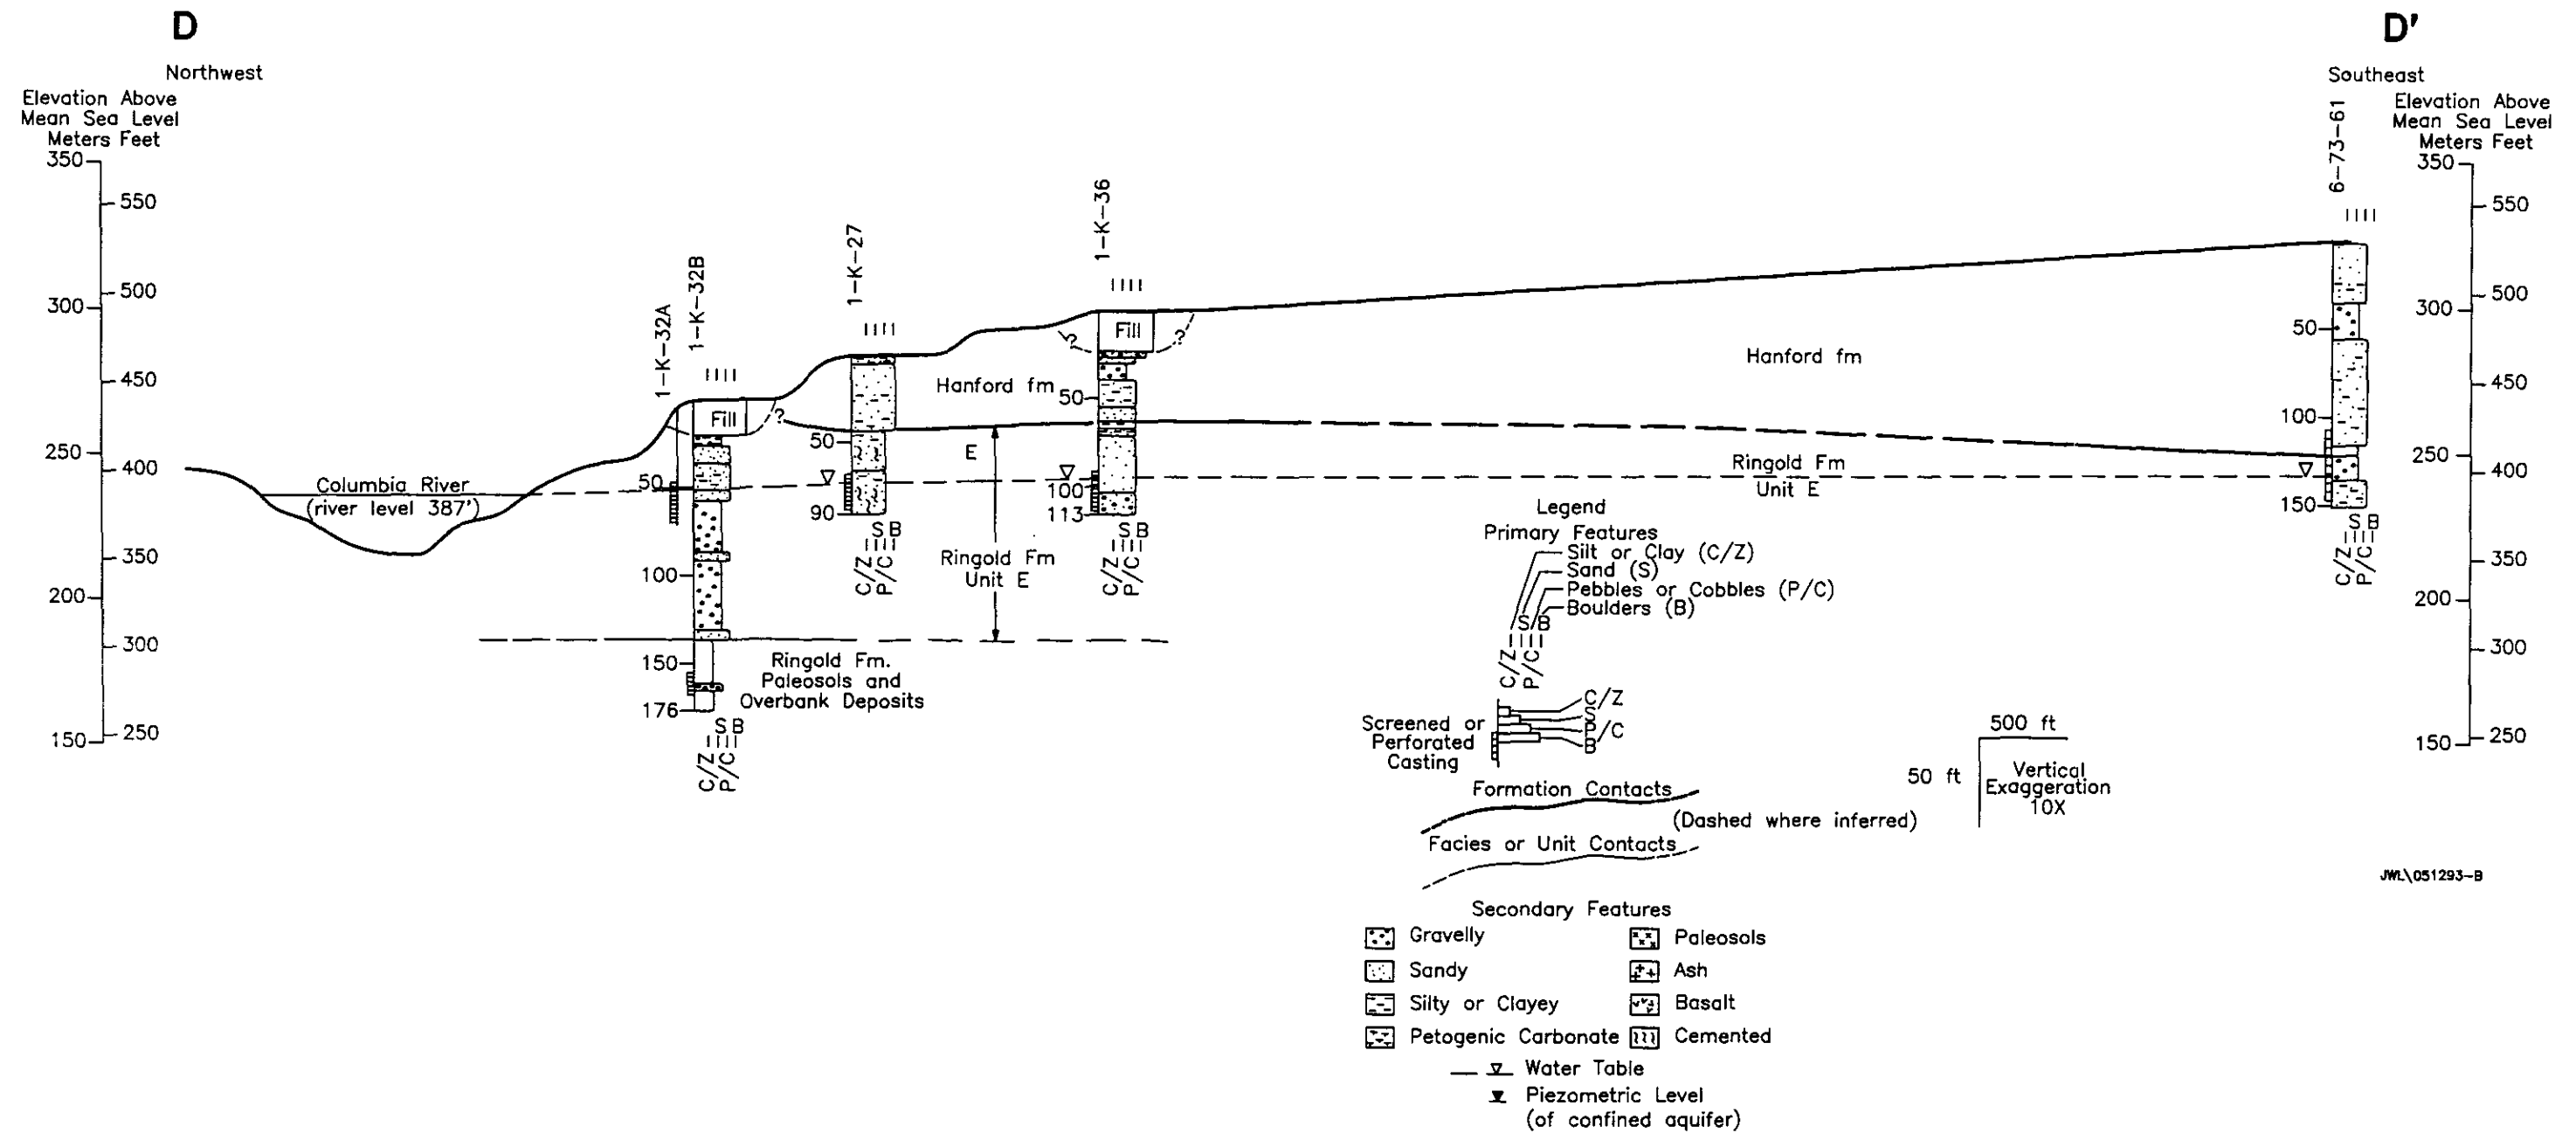 D
D'
Northwest
Southeast
Elevation Above
Mean Sea Level
Meters Feet
350
550
300
500
450
250
400
350
200
300
150
250
Elevation Above
Mean Sea Level
Meters Feet
350
550
300
500
450
250
400
350
200
300
150
250
1-K-32A
1-K-32B
1-K-27
1-K-36
6-73-61
Columbia River
(river level 387')
Fill
?
50
100
150
176
S B
C/Z
P/C
50
90
S B
C/Z
P/C
Hanford fm
E
Ringold Fm
Unit E
Ringold Fm.
Paleosols and
Overbank Deposits
?
Fill
?
50
100
113
S B
C/Z
P/C
Hanford fm
Ringold Fm
Unit E
50
100
150
S B
C/Z
P/C
Legend
Primary Features
Silt or Clay (C/Z)
Sand (S)
Pebbles or Cobbles (P/C)
Boulders (B)
S B
C/Z
P/C
Screened or
Perforated
Casting
C/Z
S
P/C
B
Formation Contacts
(Dashed where inferred)
Facies or Unit Contacts
500 ft
50 ft
Vertical
Exaggeration
10X
JWL\051293-B
Secondary Features
Gravelly
Paleosols
Sandy
Ash
Silty or Clayey
Basalt
Petogenic Carbonate
Cemented
Water Table
Piezometric Level
(of confined aquifer)